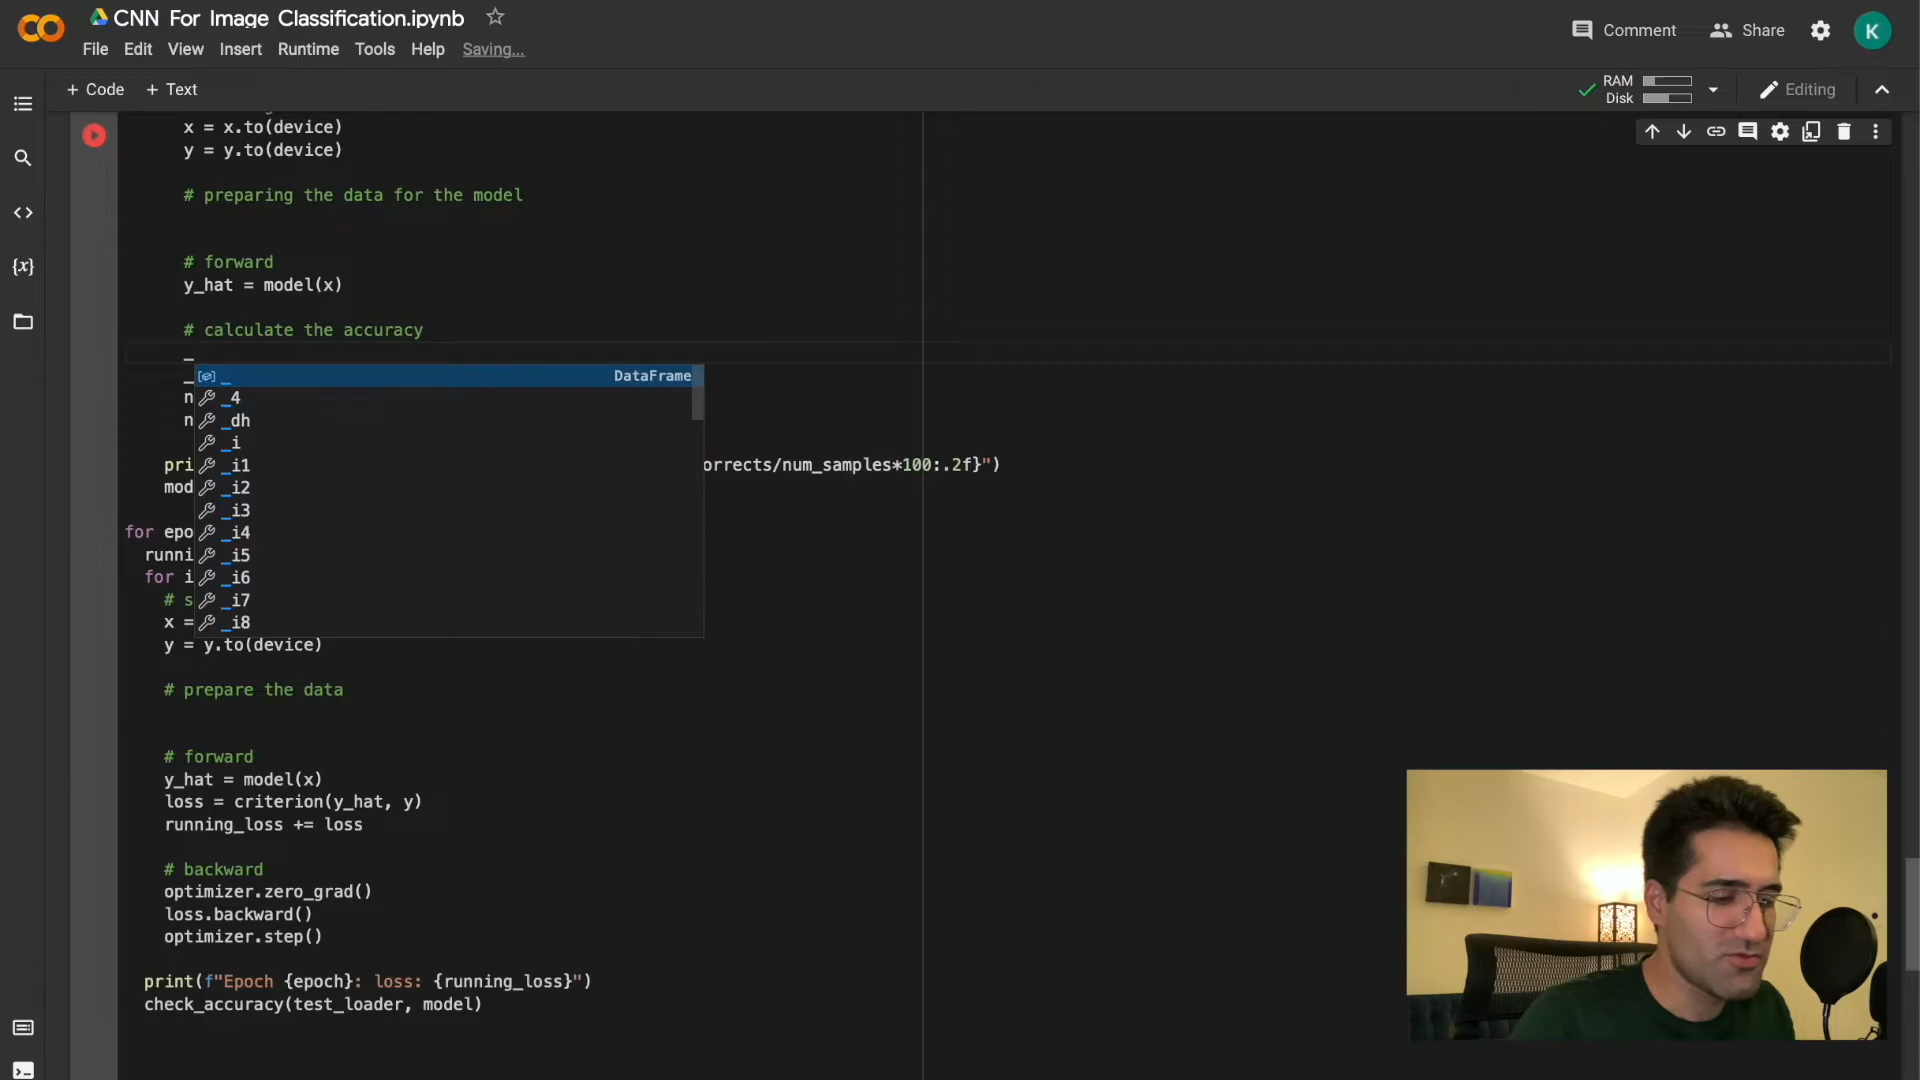 CNN For Image Classification.ipynb
File Edit View Insert Runtime Tools Help Saving...
Comment Share K
+ Code + Text
RAM
Disk
Editing
x = x.to(device)
y = y.to(device)
# preparing the data for the model
# forward
y_hat = model(x)
# calculate the accuracy
_
_ DataFrame
_4
n _dh
n _i
pri _i1 orrects/num_samples*100:.2f}")
mod _i2
_i3
for epo _i4
runni _i5
for i _i6
# s _i7
x = _i8
y = y.to(device)
# prepare the data
# forward
y_hat = model(x)
loss = criterion(y_hat, y)
running_loss += loss
# backward
optimizer.zero_grad()
loss.backward()
optimizer.step()
print(f"Epoch {epoch}: loss: {running_loss}")
check_accuracy(test_loader, model)